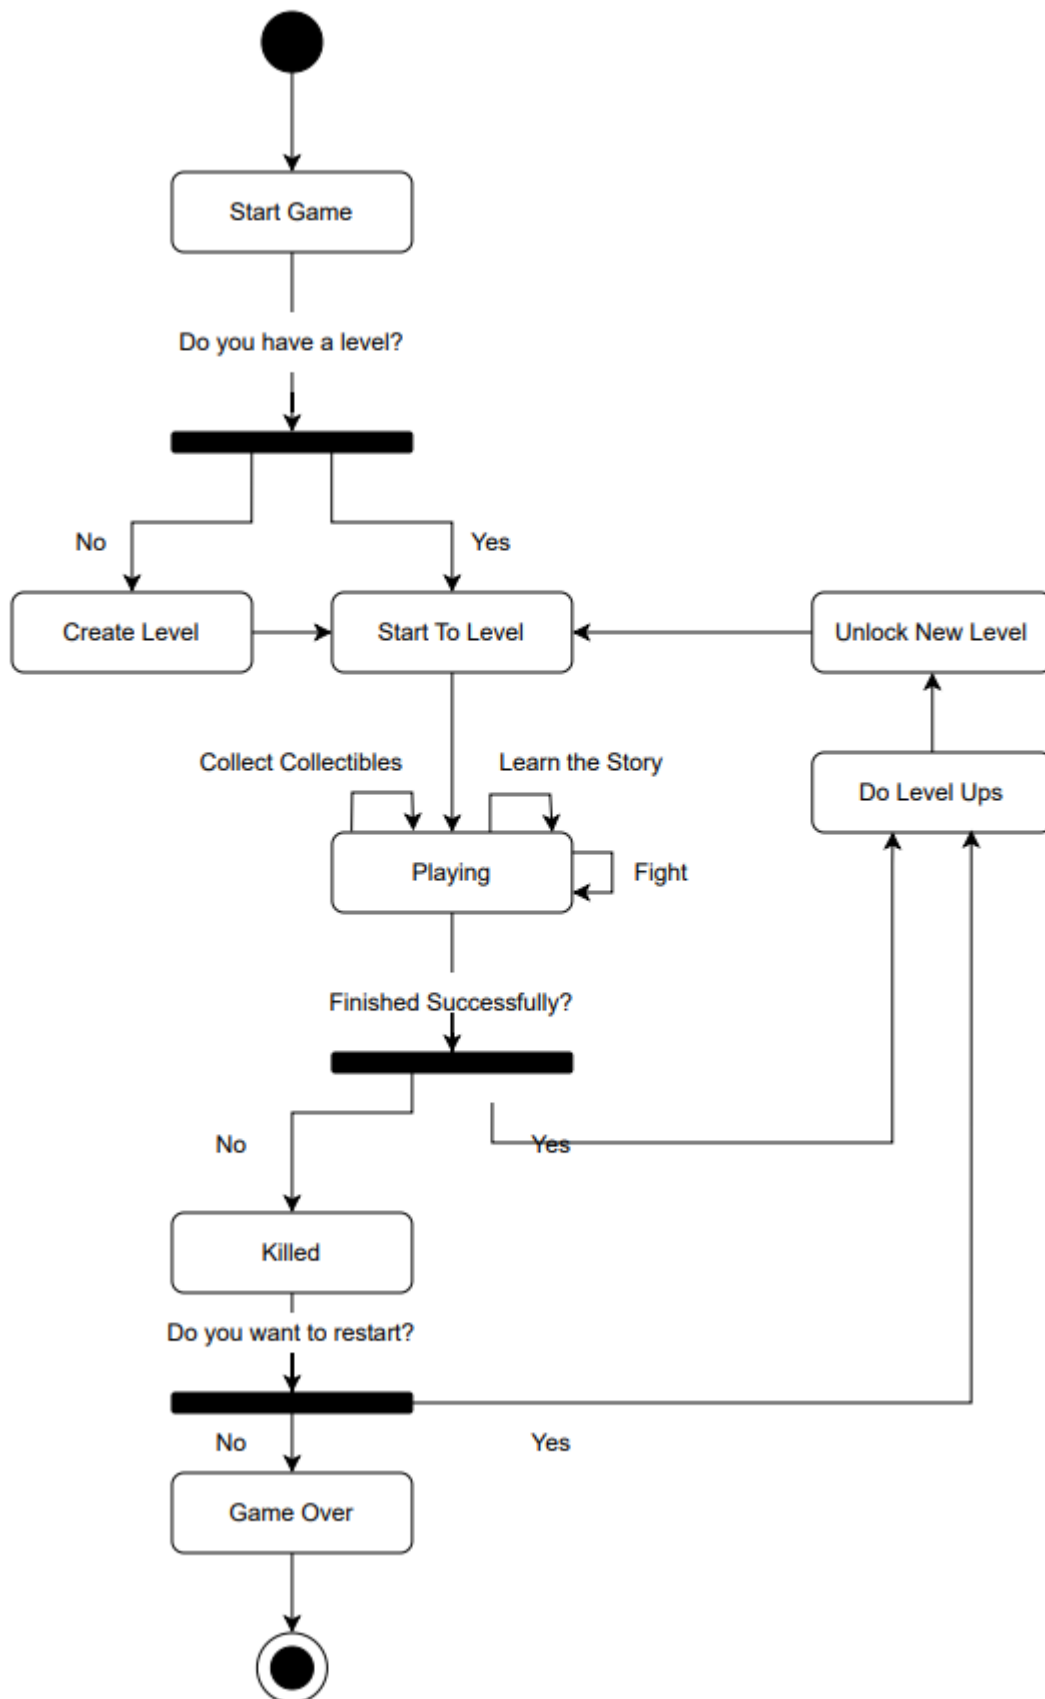 Start Game
Do you have a level?
No
Yes
Create Level
Start To Level
Unlock New Level
Collect Collectibles
Learn the Story
Do Level Ups
Playing
Fight
Finished Successfully?
No
Yes
Killed
Do you want to restart?
No
Yes
Game Over